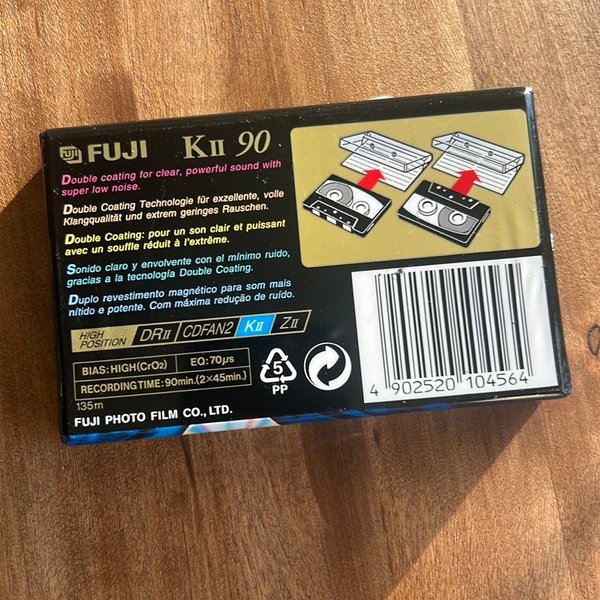 FUJI KII 90
Double coating for clear, powerful sound with
super low noise.
Double Coating Technologie für exzellente, volle
Klangqualität und extrem geringes Rauschen.
Double Coating: pour un son clair et puissant
avec un souffle réduit à l'extrême.
Sonido claro y envolvente con el mínimo ruido,
gracias a la tecnología Double Coating.
Duplo revestimento magnético para som mais
nítido e potente. Com máxima redução de ruído.
HIGH
POSITION
DRII CDFAN2 KII ZII
BIAS: HIGH(CrO2) EQ: 70µs
RECORDING TIME: 90min. (2×45min.)
135m
FUJI PHOTO FILM CO., LTD.
5
PP
4 902520 104564